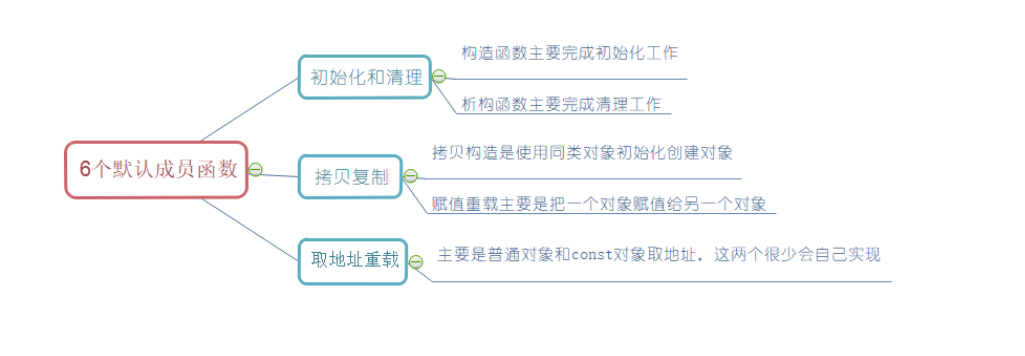 构造函数主要完成初始化工作
初始化和清理
析构函数主要完成清理工作
6个默认成员函数
拷贝构造是使用同类对象初始化创建对象
拷贝复制
赋值重载主要是把一个对象赋值给另一个对象
取地址重载
主要是普通对象和const对象取地址，这两个很少会自己实现